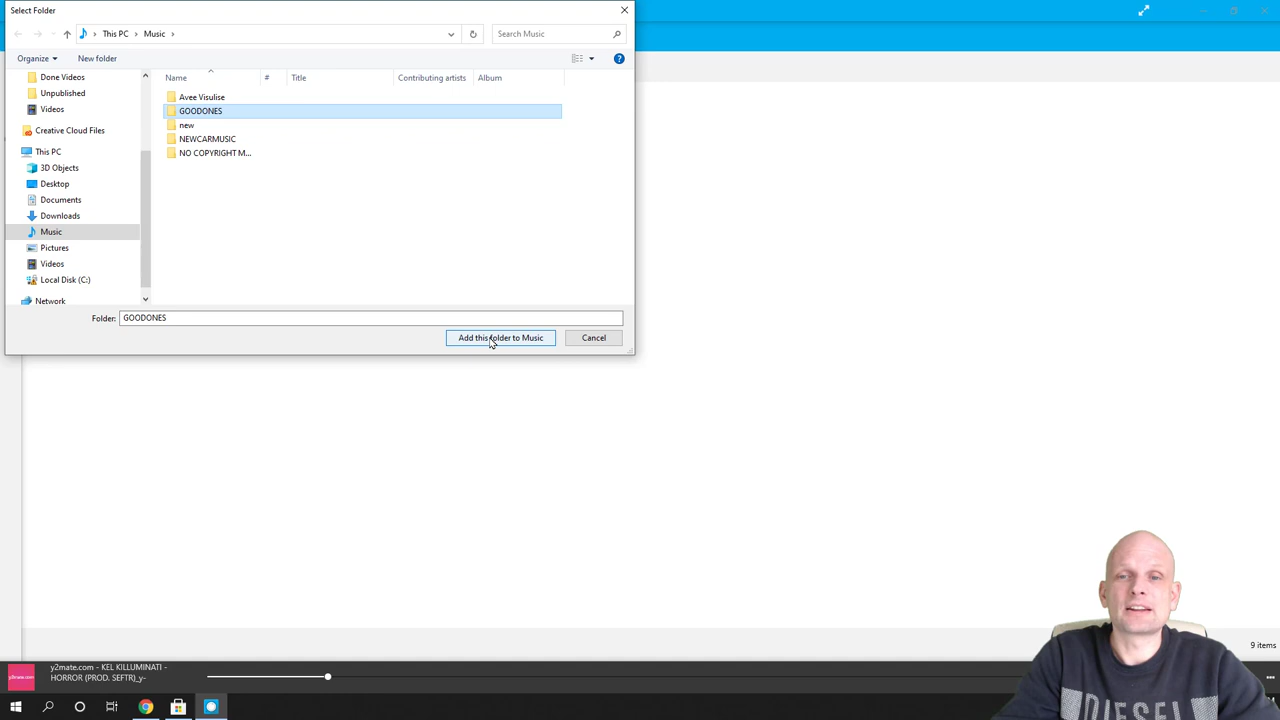 Select Folder
This PC
Music
Search Music
Organize
New folder
Name
#
Title
Contributing artists
Album
Done Videos
Unpublished
Videos
Creative Cloud Files
This PC
3D Objects
Desktop
Documents
Downloads
Music
Pictures
Videos
Local Disk (C:)
Network
Avee Visulise
GOODONES
new
NEWCARMUSIC
NO COPYRIGHT M...
Folder: GOODONES
Add this folder to Music
Cancel
9 items
y2mate.com
y2mate.com - KEL KILLUMINATI -
HORROR (PROD. SEFTR)_y-
DIESEL